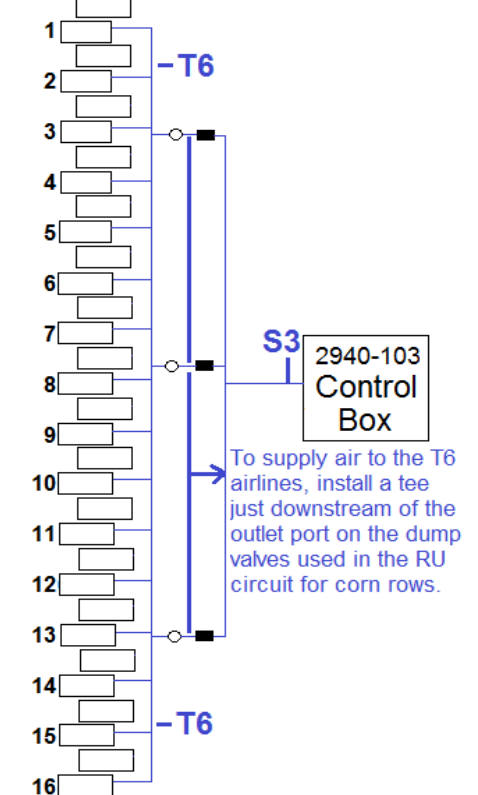 1
-T6
2
3
4
5
6
7
S3
2940-103
Control
Box
8
9
To supply air to the T6
airlines, install a tee
just downstream of the
outlet port on the dump
valves used in the RU
circuit for corn rows.
10
11
12
13
14
-T6
15
16